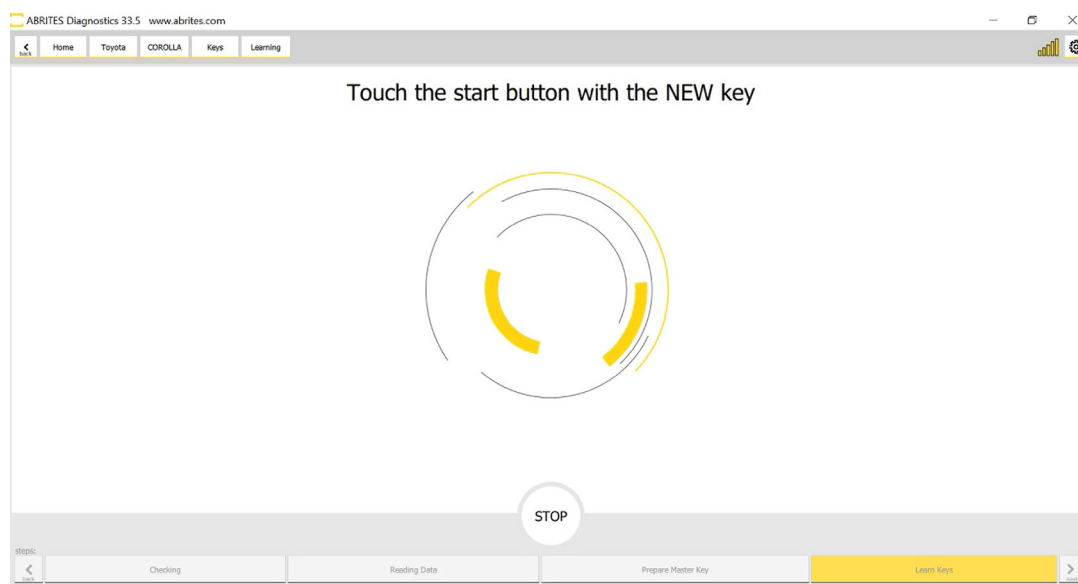 ABRITES Diagnostics 33.5 www.abrites.com
back Home Toyota COROLLA Keys Learning
Touch the start button with the NEW key
STOP
steps:
back Checking Reading Data Prepare Master Key Learn Keys next